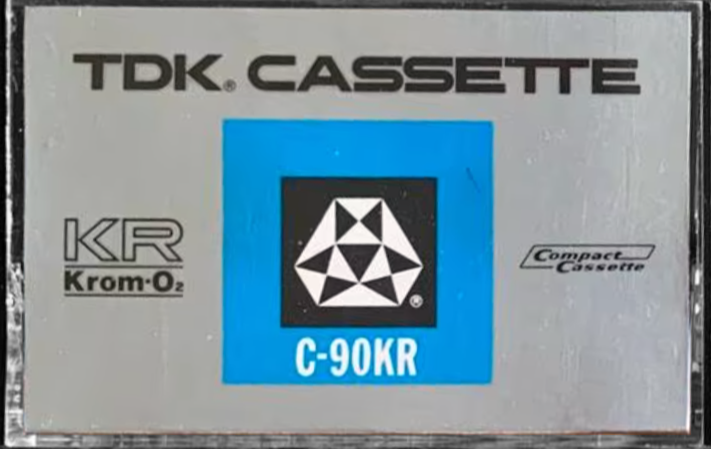 TDK® CASSETTE
KR
Krom·O₂
Compact
Cassette
®
C-90KR